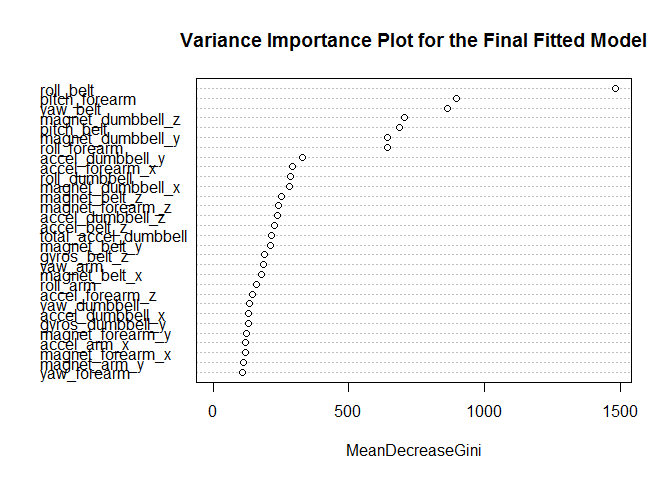 Variance Importance Plot for the Final Fitted Model
roll_belt
pitch_forearm
yaw_belt
magnet_dumbbell_z
pitch_belt
magnet_dumbbell_y
roll_forearm
accel_dumbbell_y
accel_forearm_x
roll_dumbbell
magnet_dumbbell_x
magnet_belt_z
magnet_forearm_z
accel_dumbbell_z
accel_belt_z
total_accel_dumbbell
magnet_belt_y
gyros_belt_z
yaw_arm
magnet_belt_x
roll_arm
accel_forearm_z
yaw_dumbbell
accel_dumbbell_x
gyros_dumbbell_y
magnet_forearm_y
accel_arm_x
magnet_forearm_x
magnet_arm_y
yaw_forearm
0 500 1000 1500
MeanDecreaseGini